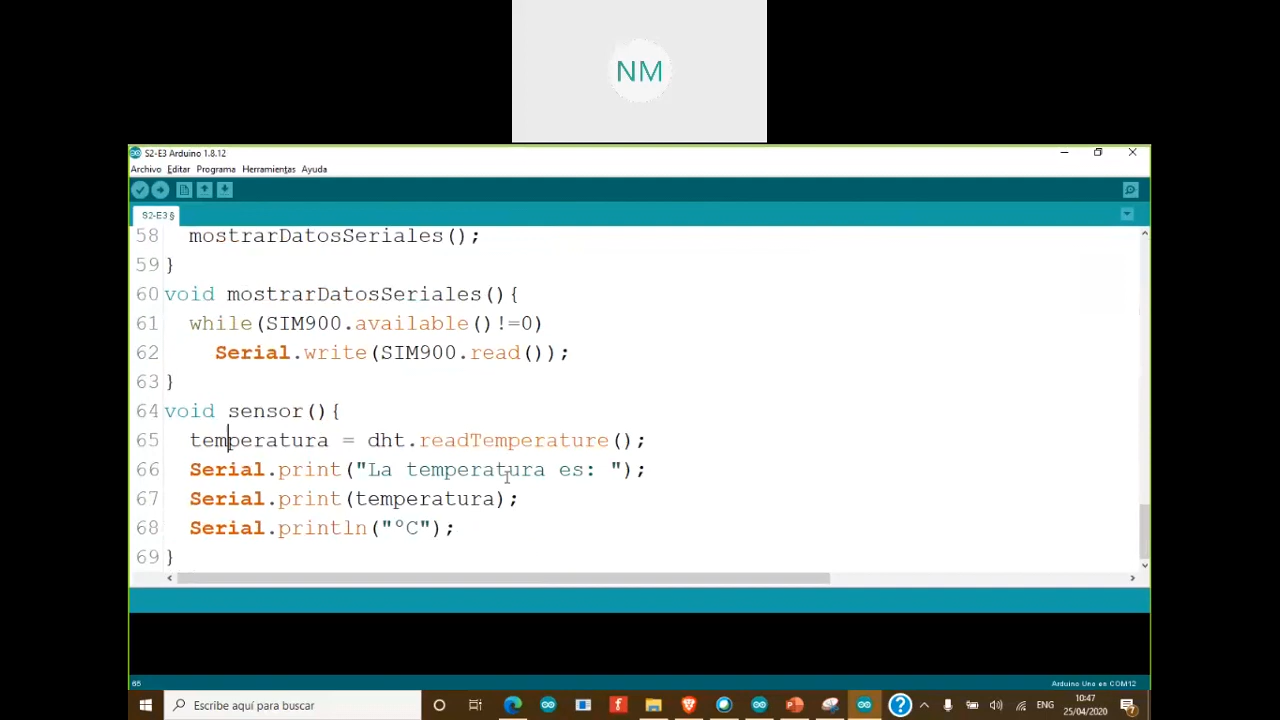 NM
S2-E3 Arduino 1.8.12
Archivo Editar Programa Herramientas Ayuda
S2-E3 §
58 mostrarDatosSeriales();
59 }
60 void mostrarDatosSeriales(){
61 while(SIM900.available()!=0)
62 Serial.write(SIM900.read());
63 }
64 void sensor(){
65 temperatura = dht.readTemperature();
66 Serial.print("La temperatura es: ");
67 Serial.print(temperatura);
68 Serial.println("ºC");
69 }
65 Arduino Uno en COM12
Escribe aquí para buscar
ENG
10:47
25/04/2020
7